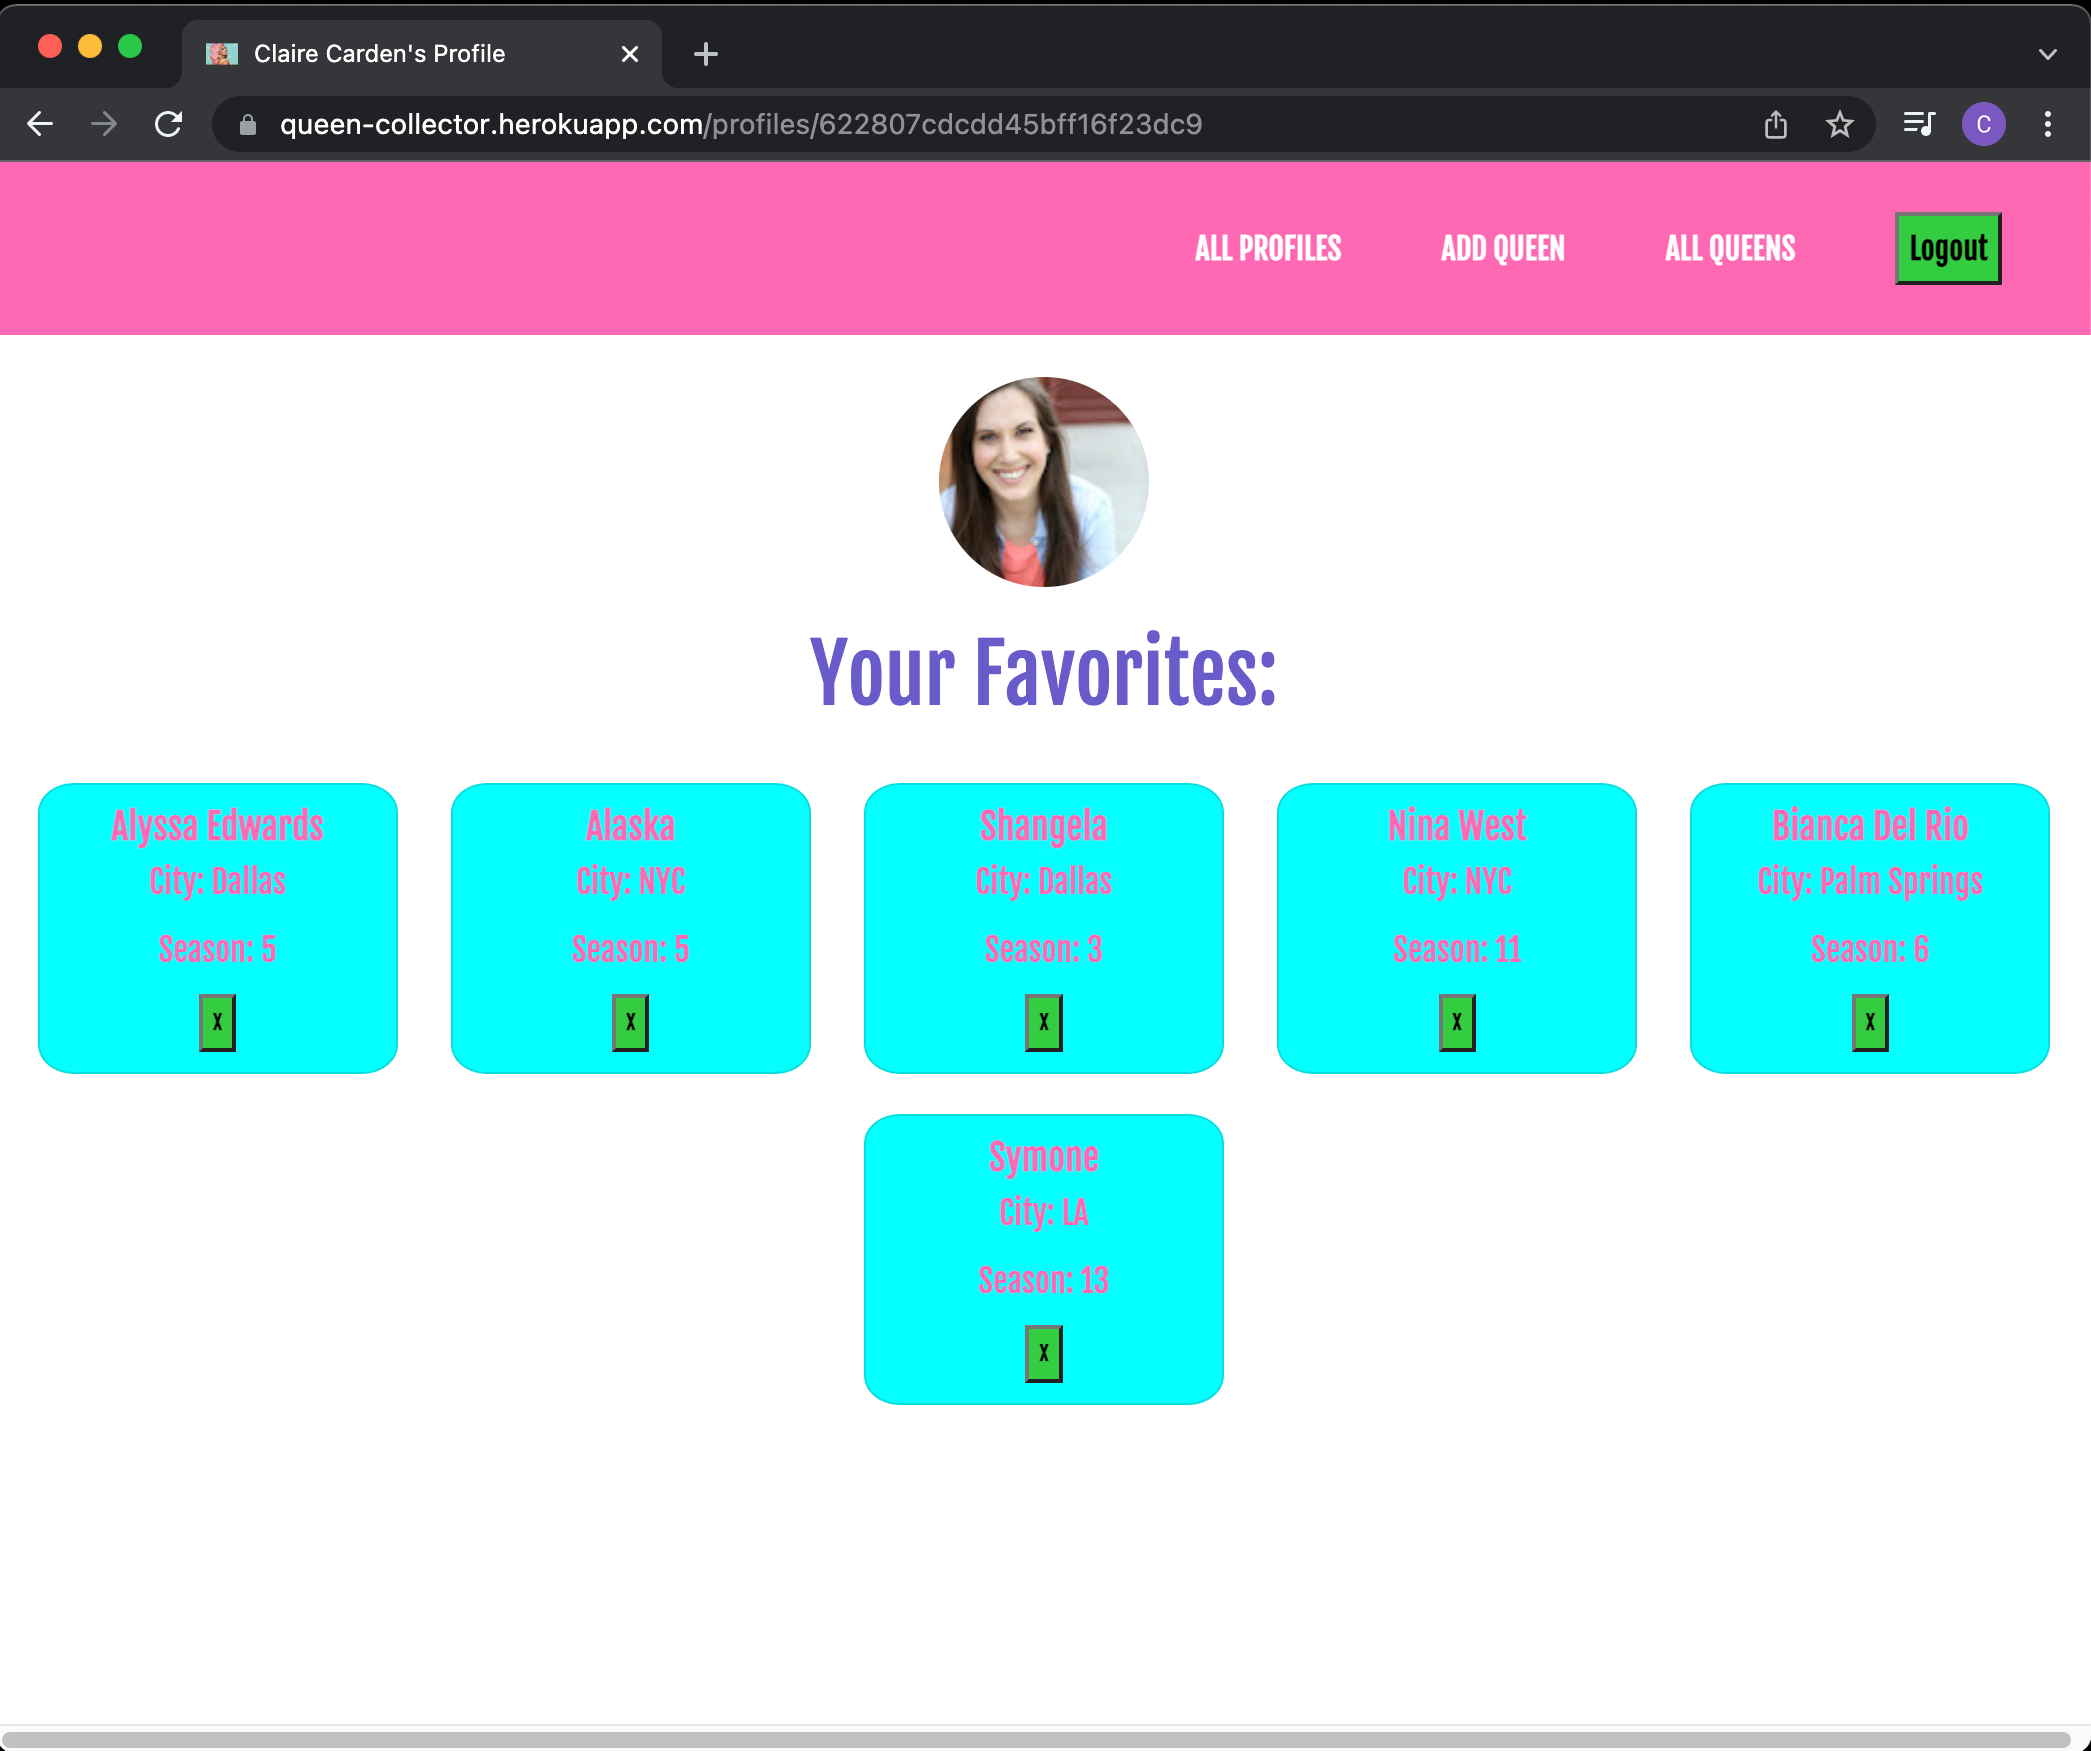 Claire Carden's Profile
queen-collector.herokuapp.com/profiles/622807cdcdd45bff16f23dc9
C
ALL PROFILES ADD QUEEN ALL QUEENS Logout
Your Favorites:
Alyssa Edwards
City: Dallas
Season: 5
X
Alaska
City: NYC
Season: 5
X
Shangela
City: Dallas
Season: 3
X
Nina West
City: NYC
Season: 11
X
Bianca Del Rio
City: Palm Springs
Season: 6
X
Symone
City: LA
Season: 13
X